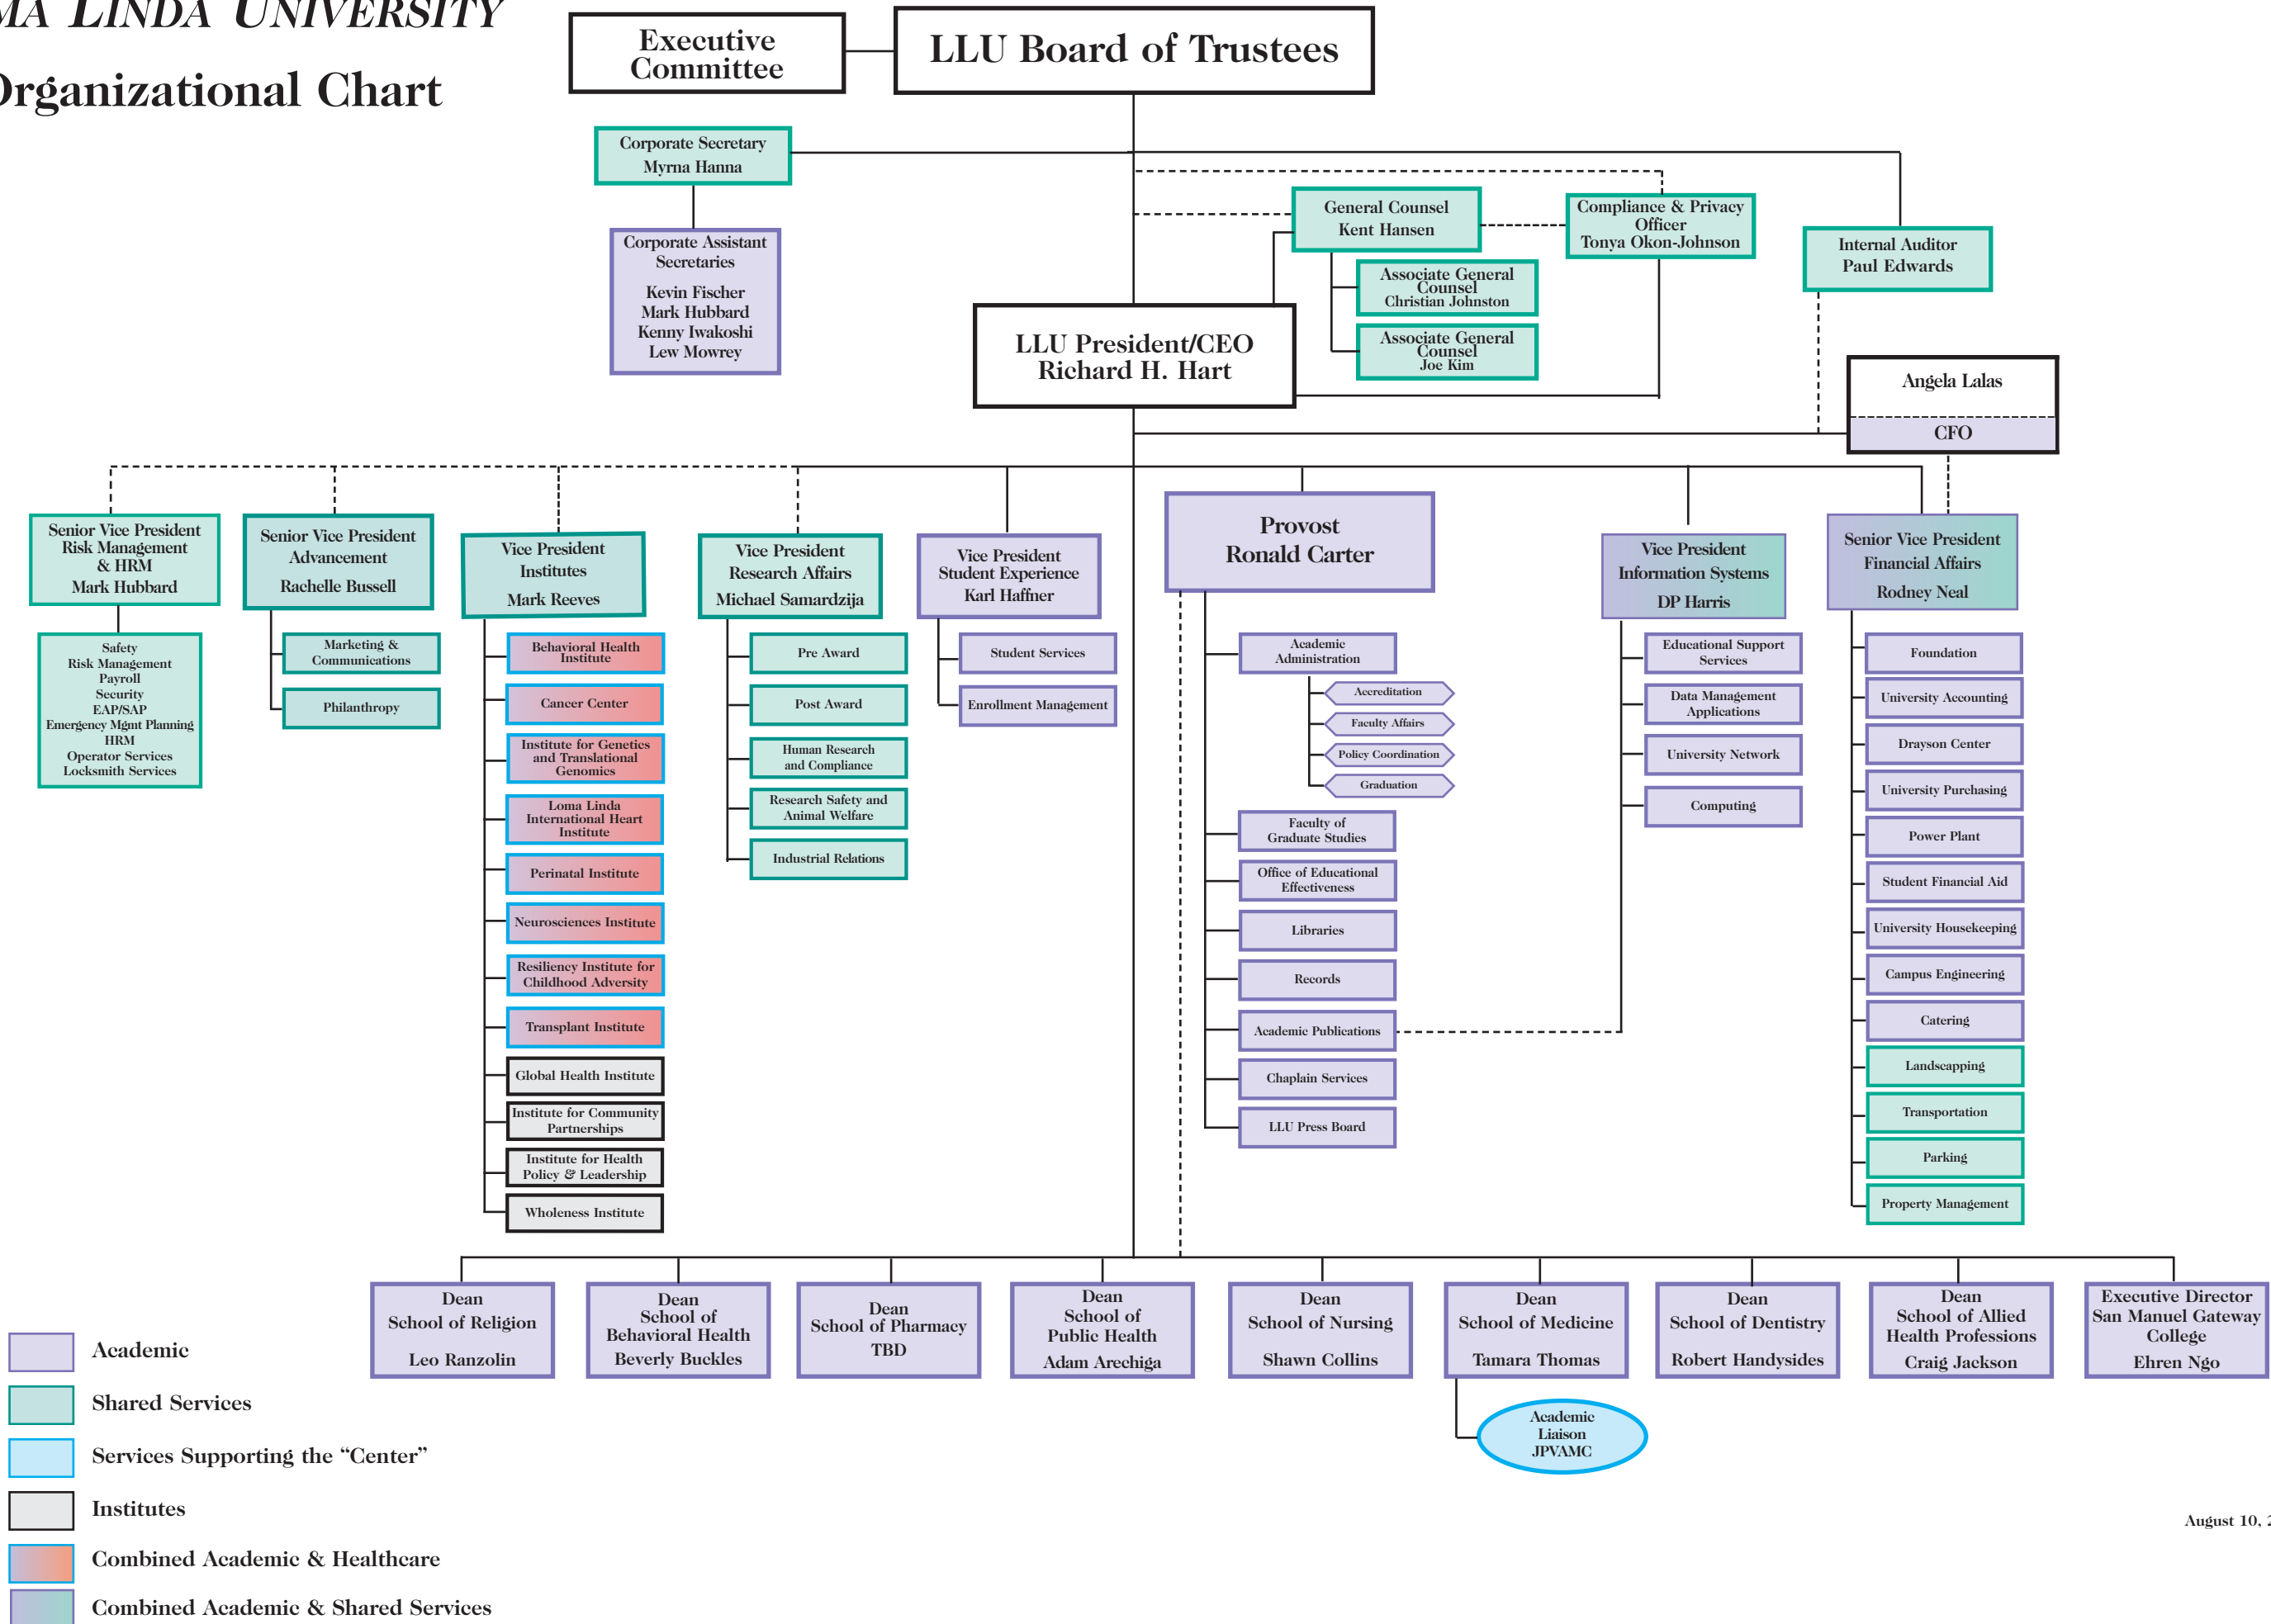 LINDA UNIVERSITY
Organizational Chart
Executive
Committee
LLU Board of Trustees
Corporate Secretary
Myrna Hanna
Corporate Assistant
Secretaries
Kevin Fischer
Mark Hubbard
Kenny Iwakoshi
Lew Mowrey
General Counsel
Kent Hansen
Compliance & Privacy
Officer
Tonya Okon-Johnson
Internal Auditor
Paul Edwards
Associate General
Counsel
Christian Johnston
Associate General
Counsel
Joe Kim
LLU President/CEO
Richard H. Hart
Angela Lalas
CFO
Senior Vice President
Risk Management
& HRM
Mark Hubbard
Safety
Risk Management
Payroll
Security
EAP/SAP
Emergency Mgmt Planning
HRM
Operator Services
Locksmith Services
Senior Vice President
Advancement
Rachelle Bussell
Marketing &
Communications
Philanthropy
Vice President
Institutes
Mark Reeves
Behavioral Health
Institute
Cancer Center
Institute for Genetics
and Translational
Genomics
Loma Linda
International Heart
Institute
Perinatal Institute
Neurosciences Institute
Resiliency Institute for
Childhood Adversity
Transplant Institute
Global Health Institute
Institute for Community
Partnerships
Institute for Health
Policy & Leadership
Wholeness Institute
Vice President
Research Affairs
Michael Samardzija
Pre Award
Post Award
Human Research
and Compliance
Research Safety and
Animal Welfare
Industrial Relations
Vice President
Student Experience
Karl Haffner
Student Services
Enrollment Management
Provost
Ronald Carter
Academic
Administration
Accreditation
Faculty Affairs
Policy Coordination
Graduation
Faculty of
Graduate Studies
Office of Educational
Effectiveness
Libraries
Records
Academic Publications
Chaplain Services
LLU Press Board
Vice President
Information Systems
DP Harris
Educational Support
Services
Data Management
Applications
University Network
Computing
Senior Vice President
Financial Affairs
Rodney Neal
Foundation
University Accounting
Drayson Center
University Purchasing
Power Plant
Student Financial Aid
University Housekeeping
Campus Engineering
Catering
Landscapping
Transportation
Parking
Property Management
Dean
School of Religion
Leo Ranzolin
Dean
School of
Behavioral Health
Beverly Buckles
Dean
School of Pharmacy
TBD
Dean
School of
Public Health
Adam Arechiga
Dean
School of Nursing
Shawn Collins
Dean
School of Medicine
Tamara Thomas
Dean
School of Dentistry
Robert Handysides
Dean
School of Allied
Health Professions
Craig Jackson
Executive Director
San Manuel Gateway
College
Ehren Ngo
Academic
Liaison
JPVAMC
Academic
Shared Services
Services Supporting the “Center”
Institutes
Combined Academic & Healthcare
Combined Academic & Shared Services
August 10,